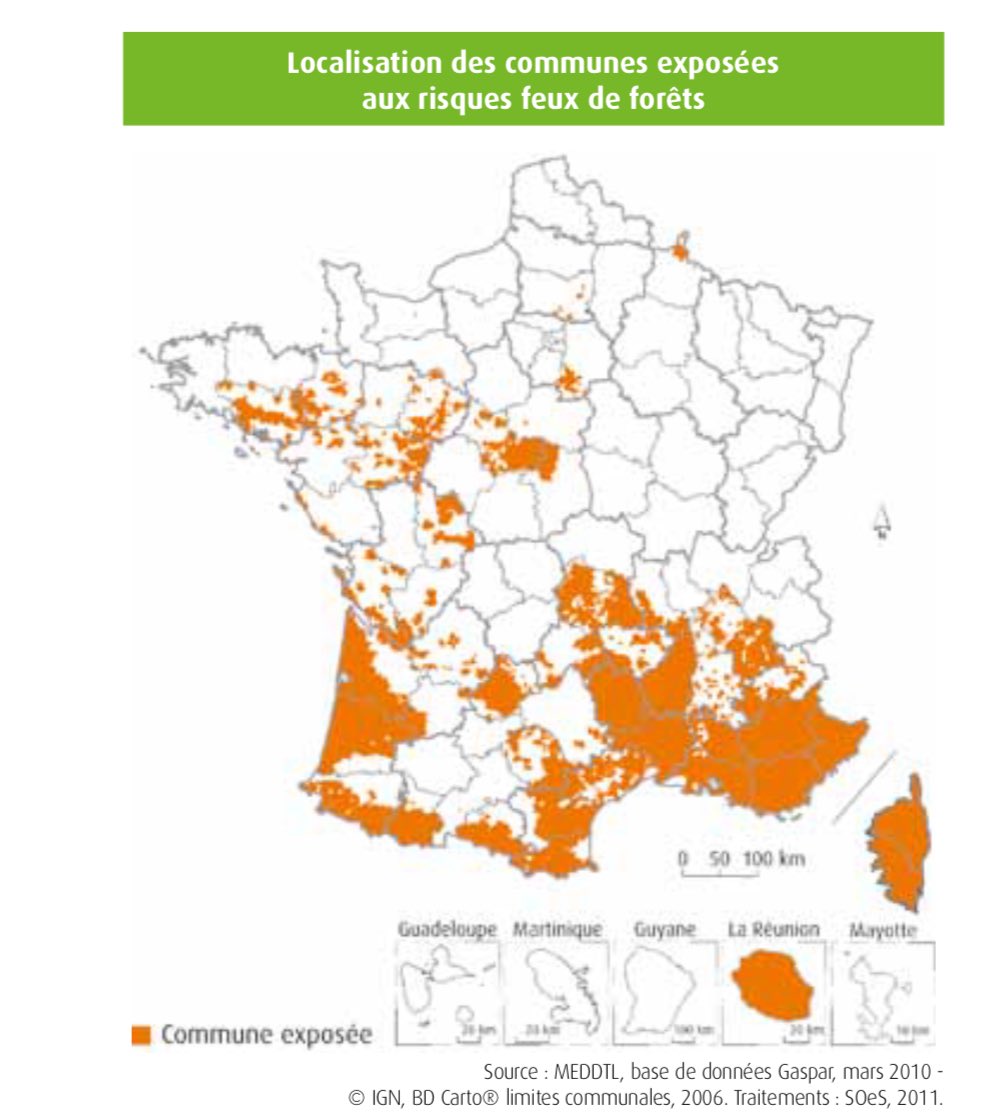 Localisation des communes exposées
aux risques feux de forêts
N
0 50 100 km
Guadeloupe Martinique Guyane La Réunion Mayotte
20 km 20 km 100 km 20 km 10 km
Commune exposée
Source : MEDDTL, base de données Gaspar, mars 2010 -
© IGN, BD Carto® limites communales, 2006. Traitements : SOeS, 2011.